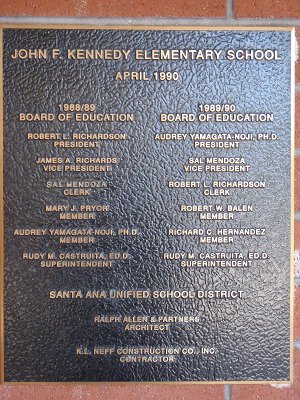 JOHN F. KENNEDY ELEMENTARY SCHOOL
APRIL 1990
1988/89
BOARD OF EDUCATION
ROBERT L. RICHARDSON
PRESIDENT
JAMES A. RICHARDS
VICE PRESIDENT
SAL MENDOZA
CLERK
MARY J. PRYOR
MEMBER
AUDREY YAMAGATA-NOJI, PH.D.
MEMBER
RUDY M. CASTRUITA, ED.D.
SUPERINTENDENT
1989/90
BOARD OF EDUCATION
AUDREY YAMAGATA-NOJI, PH.D.
PRESIDENT
SAL MENDOZA
VICE PRESIDENT
ROBERT L. RICHARDSON
CLERK
ROBERT W. BALEN
MEMBER
RICHARD C. HERNANDEZ
MEMBER
RUDY M. CASTRUITA, ED.D.
SUPERINTENDENT
SANTA ANA UNIFIED SCHOOL DISTRICT
RALPH ALLEN & PARTNERS
ARCHITECT
K.L. NEFF CONSTRUCTION CO., INC.
CONTRACTOR